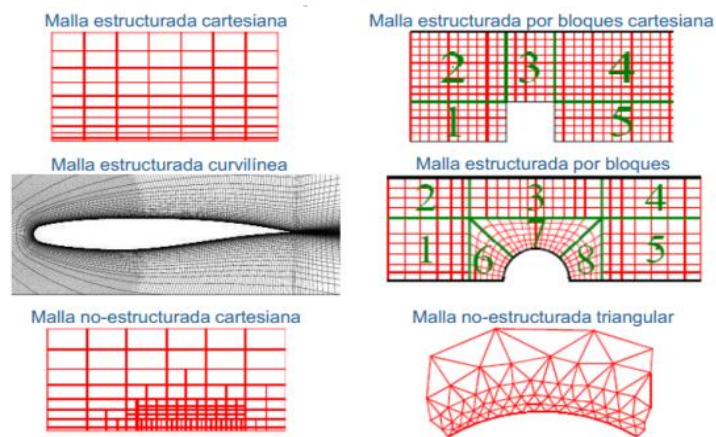 Malla estructurada cartesiana
Malla estructurada por bloques cartesiana
2 3 4
1 5
Malla estructurada curvilínea
Malla estructurada por bloques
2 3 4
7
1 6 8 5
Malla no-estructurada cartesiana
Malla no-estructurada triangular